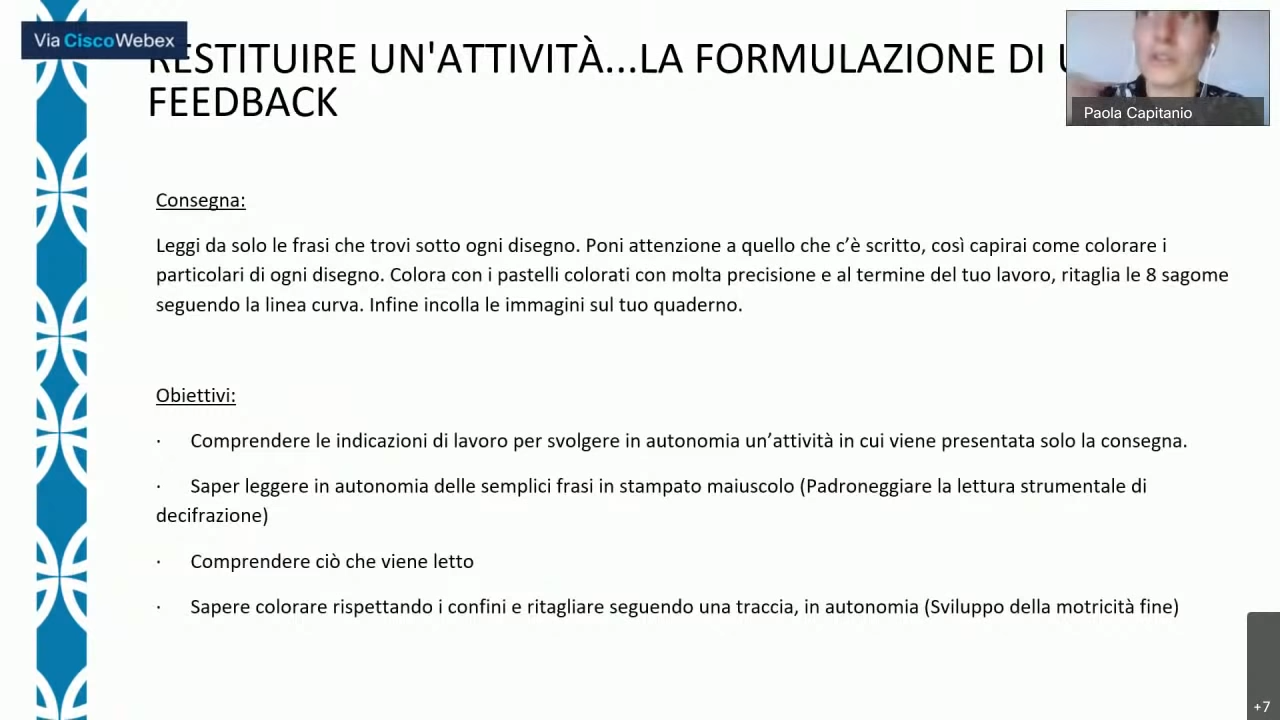 Via CiscoWebex
RESTITUIRE UN'ATTIVITÀ...LA FORMULAZIONE DI
FEEDBACK
Paola Capitanio
Consegna:
Leggi da solo le frasi che trovi sotto ogni disegno. Poni attenzione a quello che c’è scritto, così capirai come colorare i
particolari di ogni disegno. Colora con i pastelli colorati con molta precisione e al termine del tuo lavoro, ritaglia le 8 sagome
seguendo la linea curva. Infine incolla le immagini sul tuo quaderno.
Obiettivi:
· Comprendere le indicazioni di lavoro per svolgere in autonomia un’attività in cui viene presentata solo la consegna.
· Saper leggere in autonomia delle semplici frasi in stampato maiuscolo (Padroneggiare la lettura strumentale di
decifrazione)
· Comprendere ciò che viene letto
· Sapere colorare rispettando i confini e ritagliare seguendo una traccia, in autonomia (Sviluppo della motricità fine)
+7